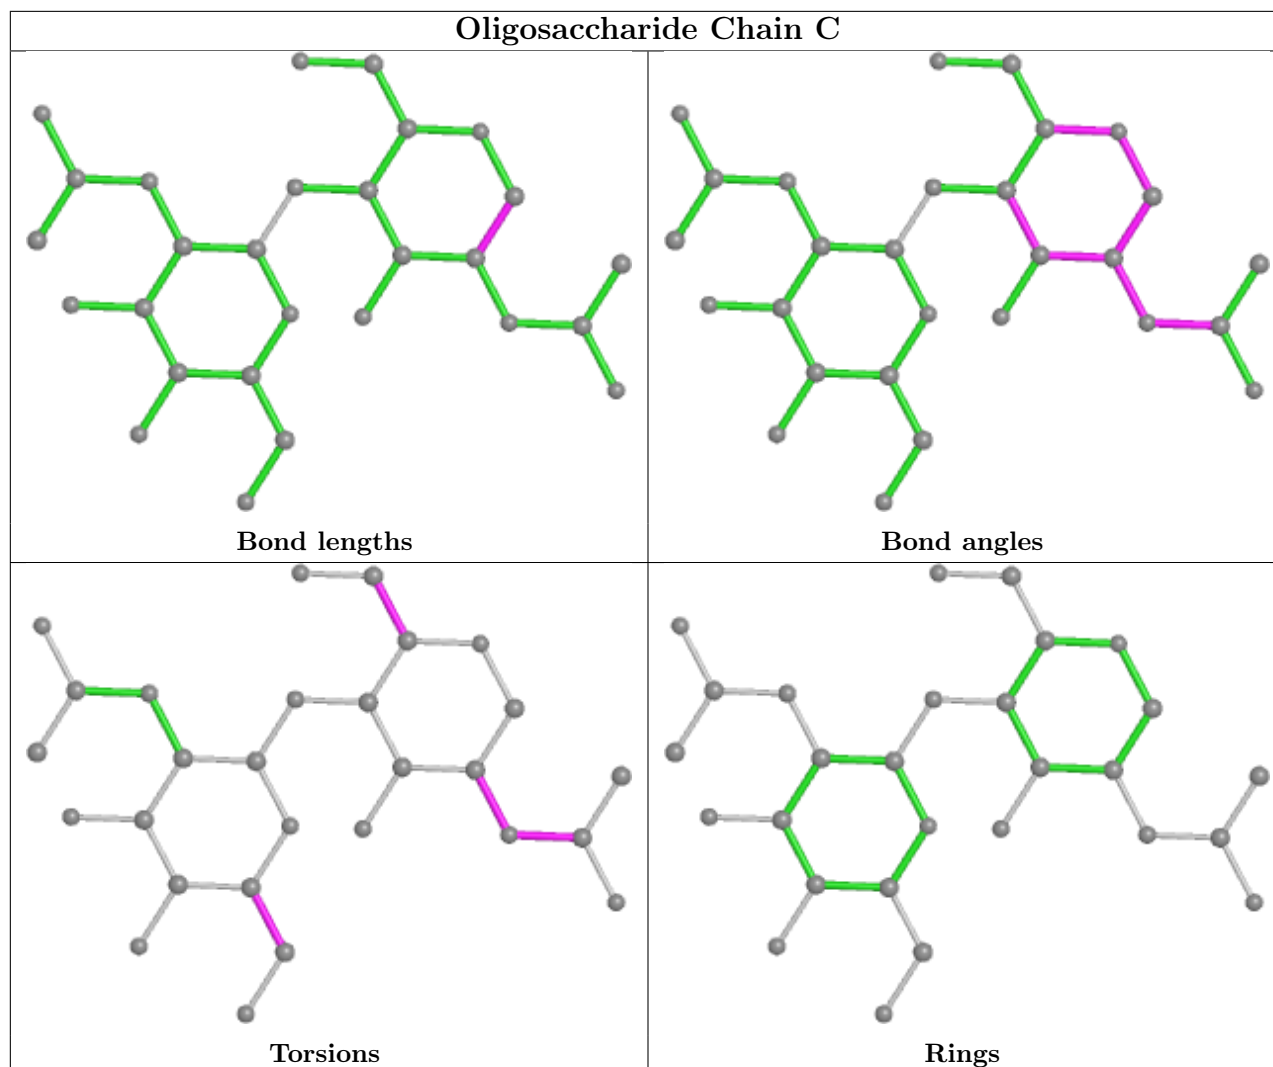 Oligosaccharide Chain C
Bond lengths
Bond angles
Torsions
Rings